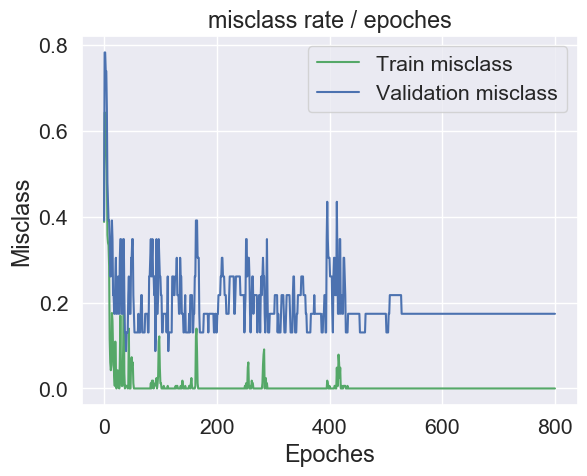 misclass rate / epoches
Train misclass
Validation misclass
Misclass
0.8
0.6
0.4
0.2
0.0
0
200
400
600
800
Epoches